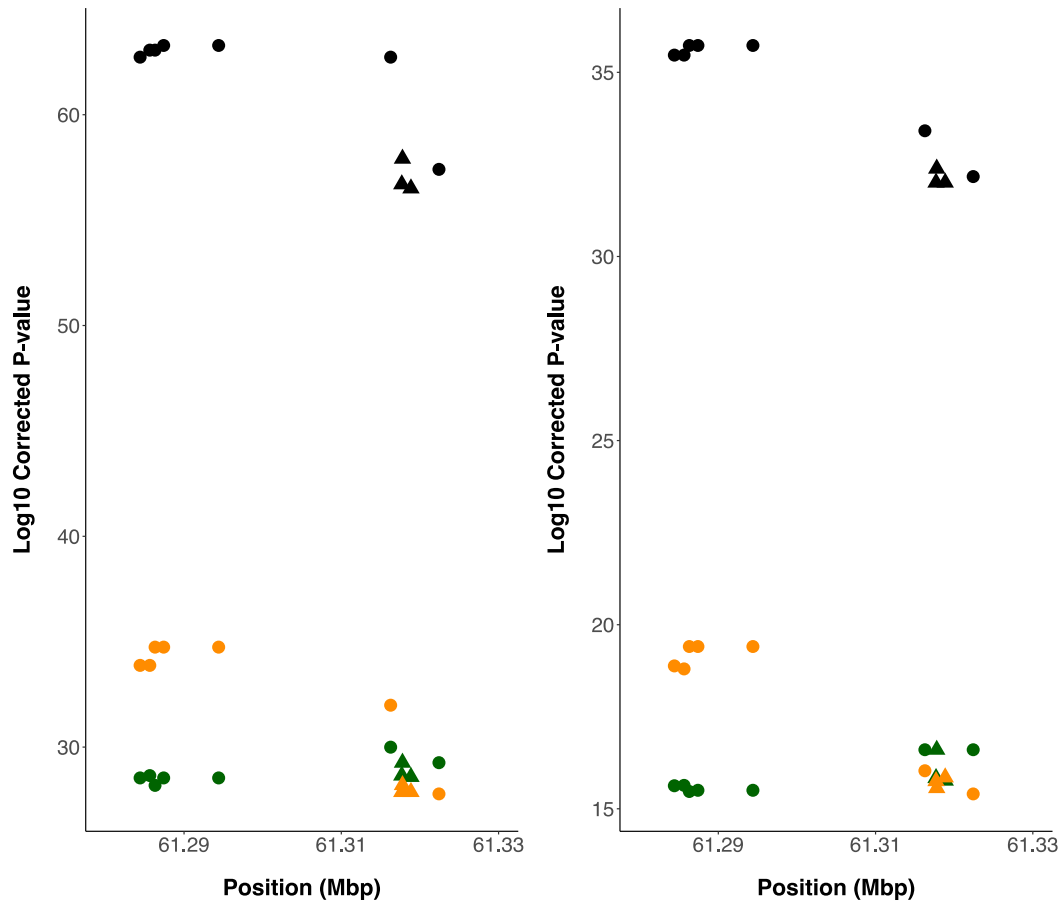 Log10 Corrected P-value
60
50
40
30
61.29 61.31 61.33
Position (Mbp)
Log10 Corrected P-value
35
30
25
20
15
61.29 61.31 61.33
Position (Mbp)